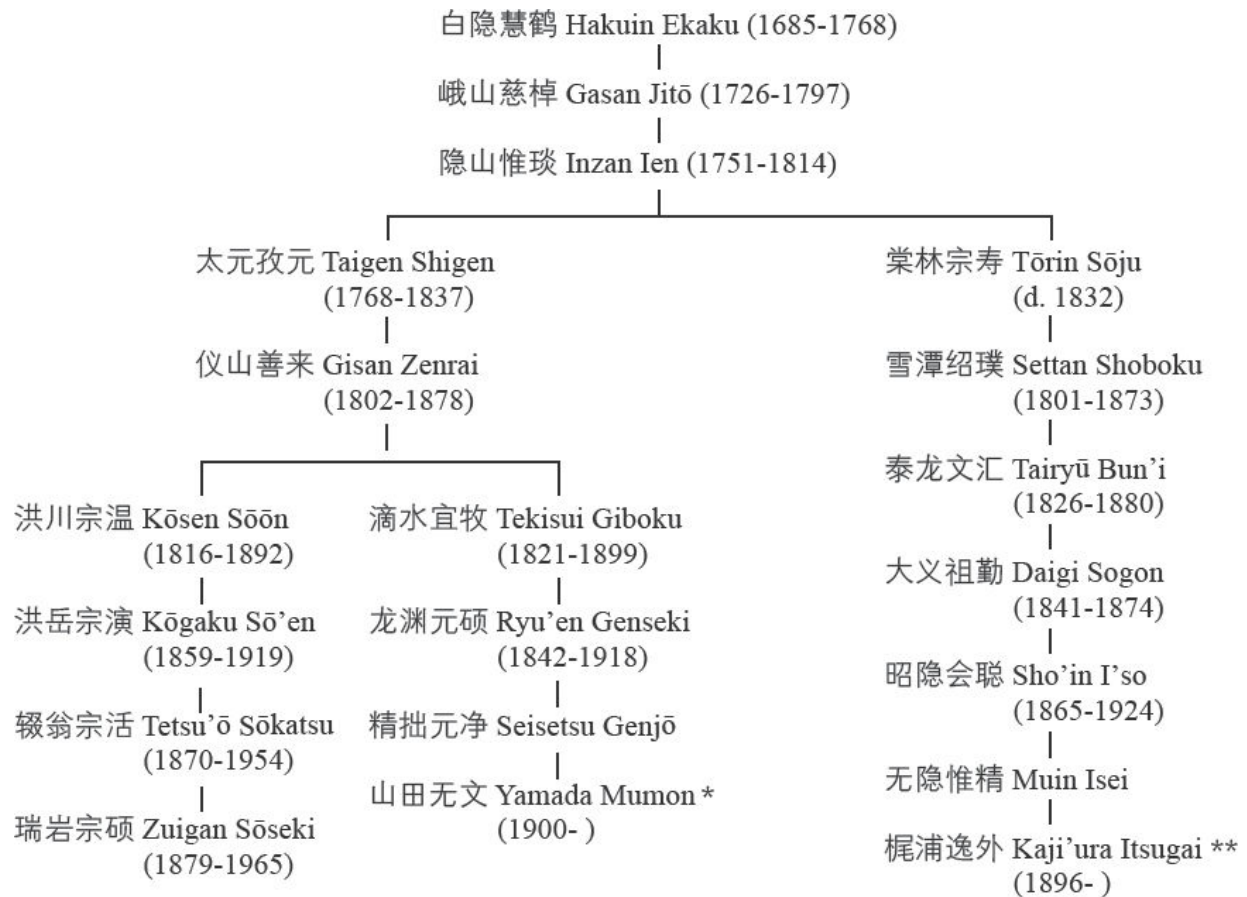 白隐慧鹤 Hakuin Ekaku (1685-1768)
峨山慈棹 Gasan Jitō (1726-1797)
隐山惟琰 Inzan Ien (1751-1814)
太元孜元 Taigen Shigen
(1768-1837)
仪山善来 Gisan Zenrai
(1802-1878)
洪川宗温 Kōsen Sōōn
(1816-1892)
洪岳宗演 Kōgaku Sō’en
(1859-1919)
辍翁宗活 Tetsu’ō Sōkatsu
(1870-1954)
瑞岩宗硕 Zuigan Sōseki
(1879-1965)
滴水宜牧 Tekisui Giboku
(1821-1899)
龙渊元硕 Ryu’en Genseki
(1842-1918)
精拙元净 Seisetsu Genjō
山田无文 Yamada Mumon *
(1900- )
棠林宗寿 Tōrin Sōju
(d. 1832)
雪潭绍璞 Settan Shoboku
(1801-1873)
泰龙文汇 Tairyū Bun’i
(1826-1880)
大义祖勤 Daigi Sogon
(1841-1874)
昭隐会聪 Sho’in I’so
(1865-1924)
无隐惟精 Muin Isei
梶浦逸外 Kaji’ura Itsugai **
(1896- )